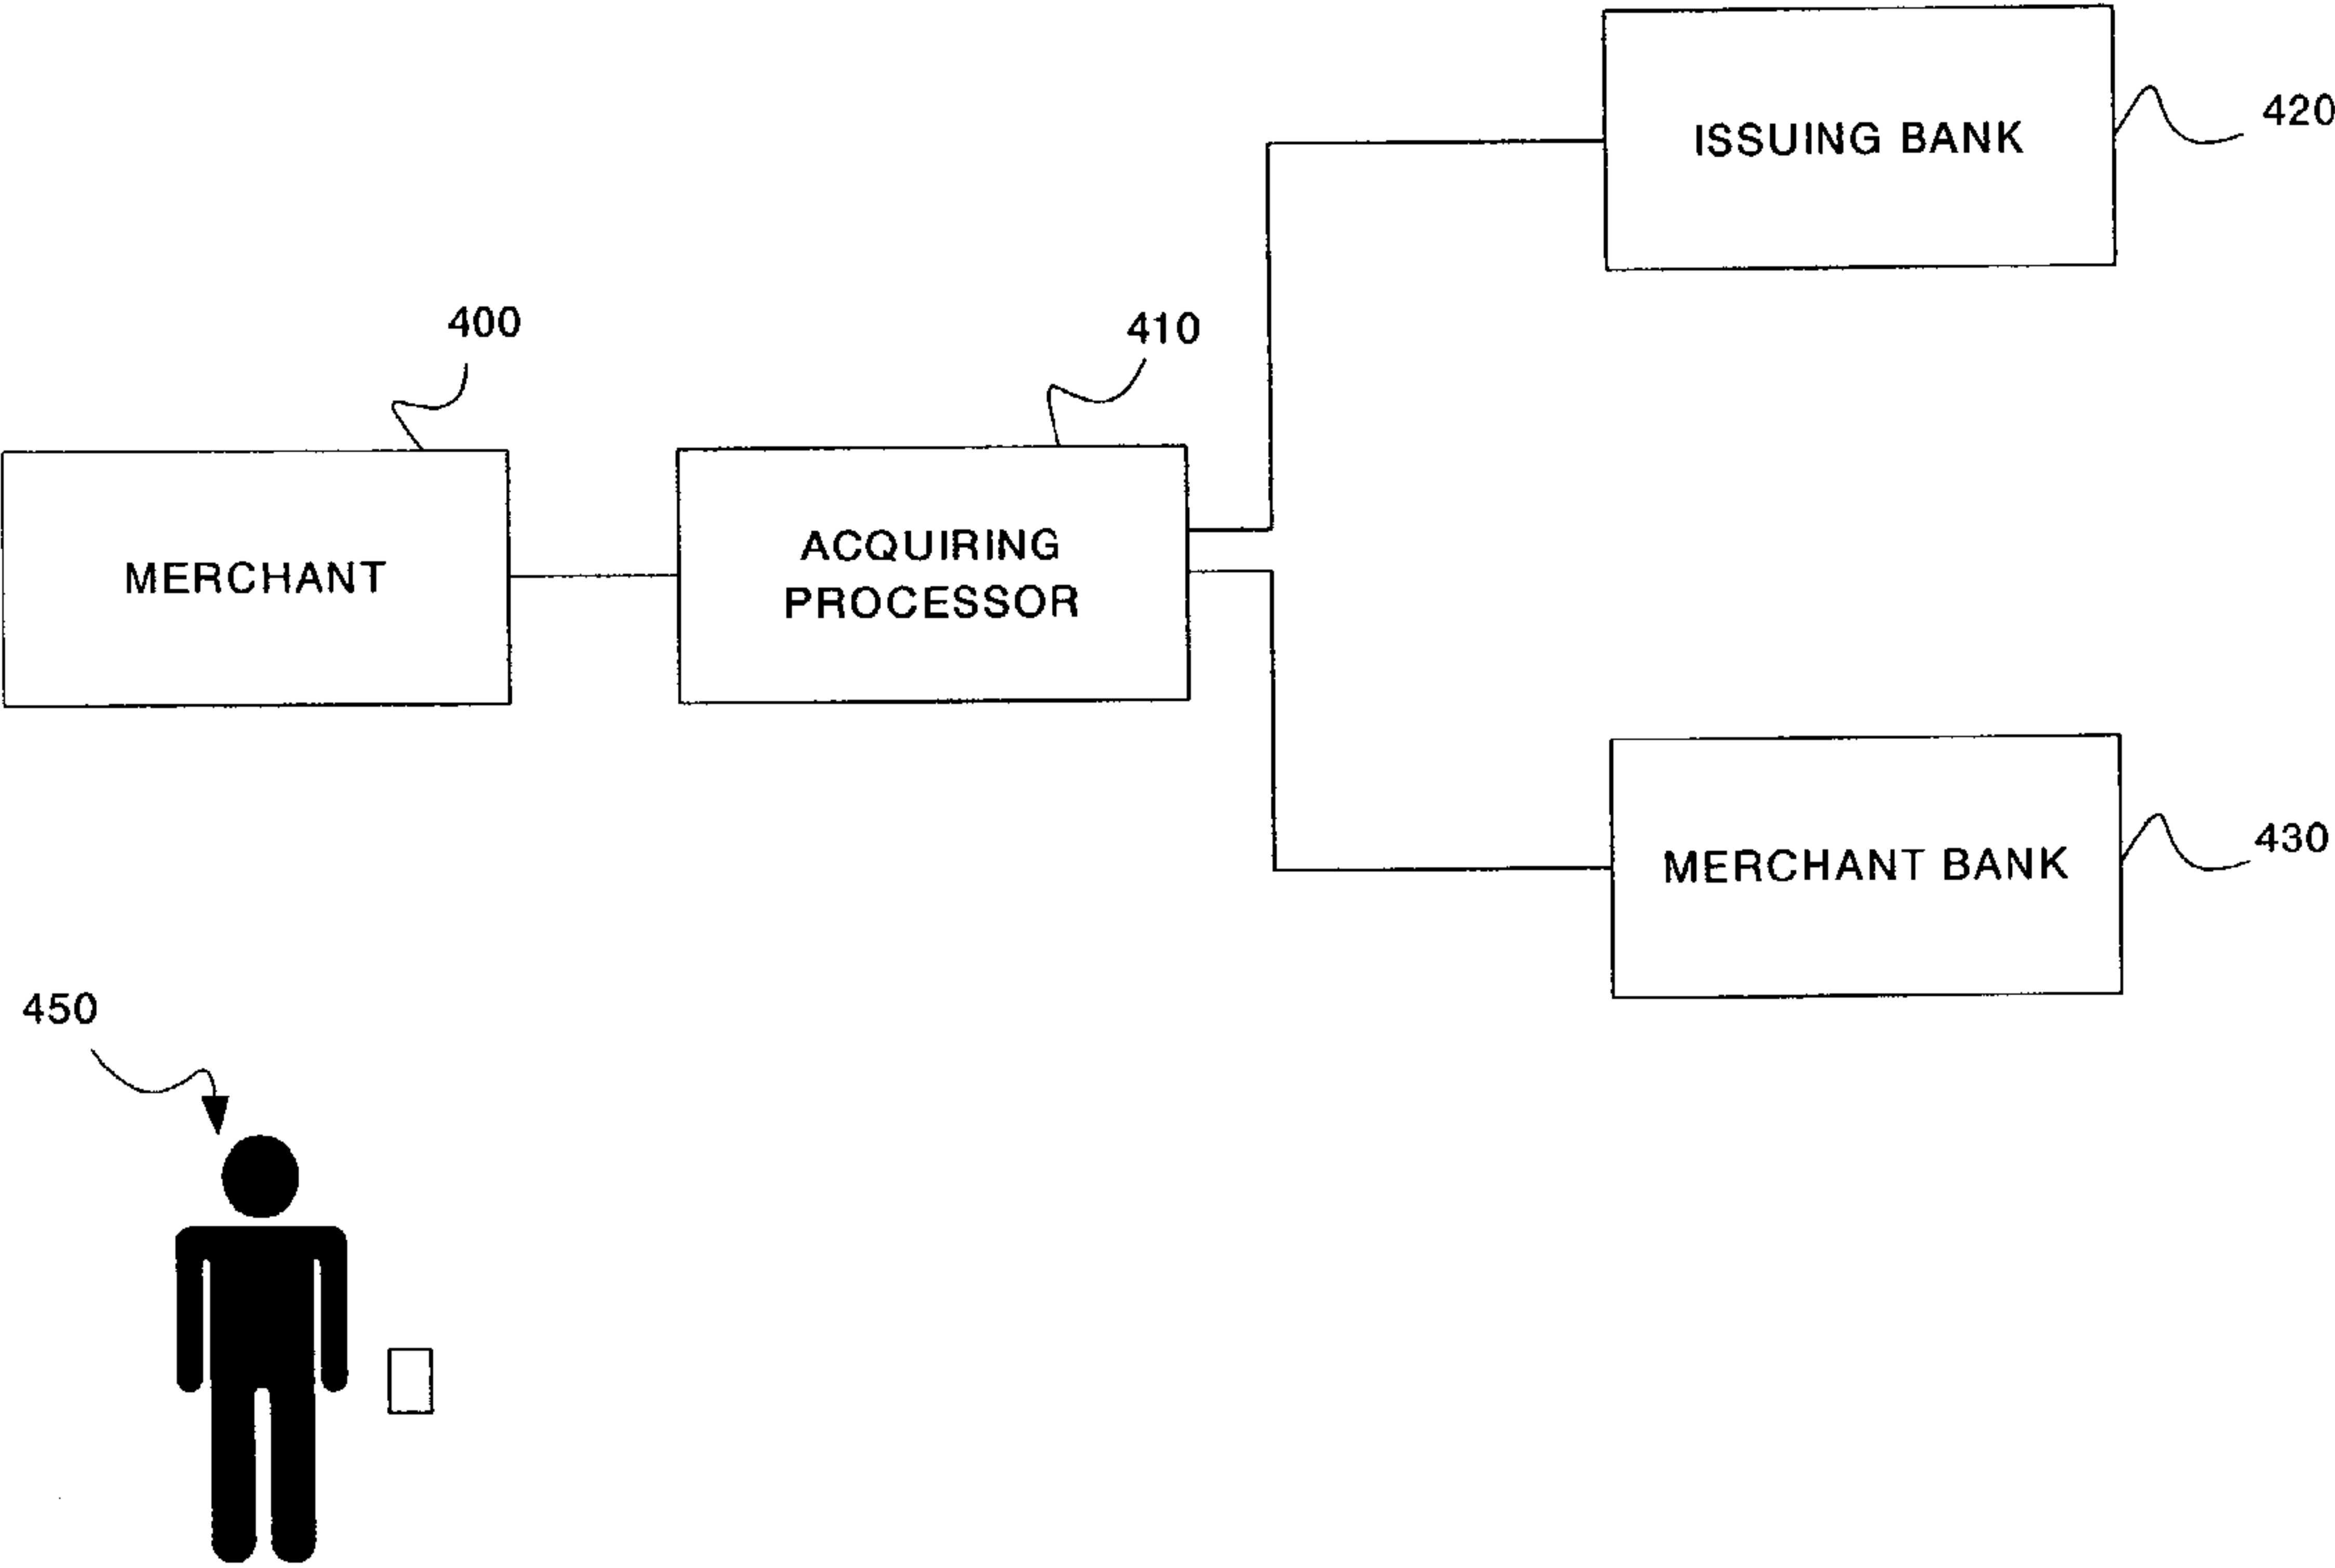 420
ISSUING BANK
400
410
MERCHANT
ACQUIRING
PROCESSOR
430
MERCHANT BANK
450